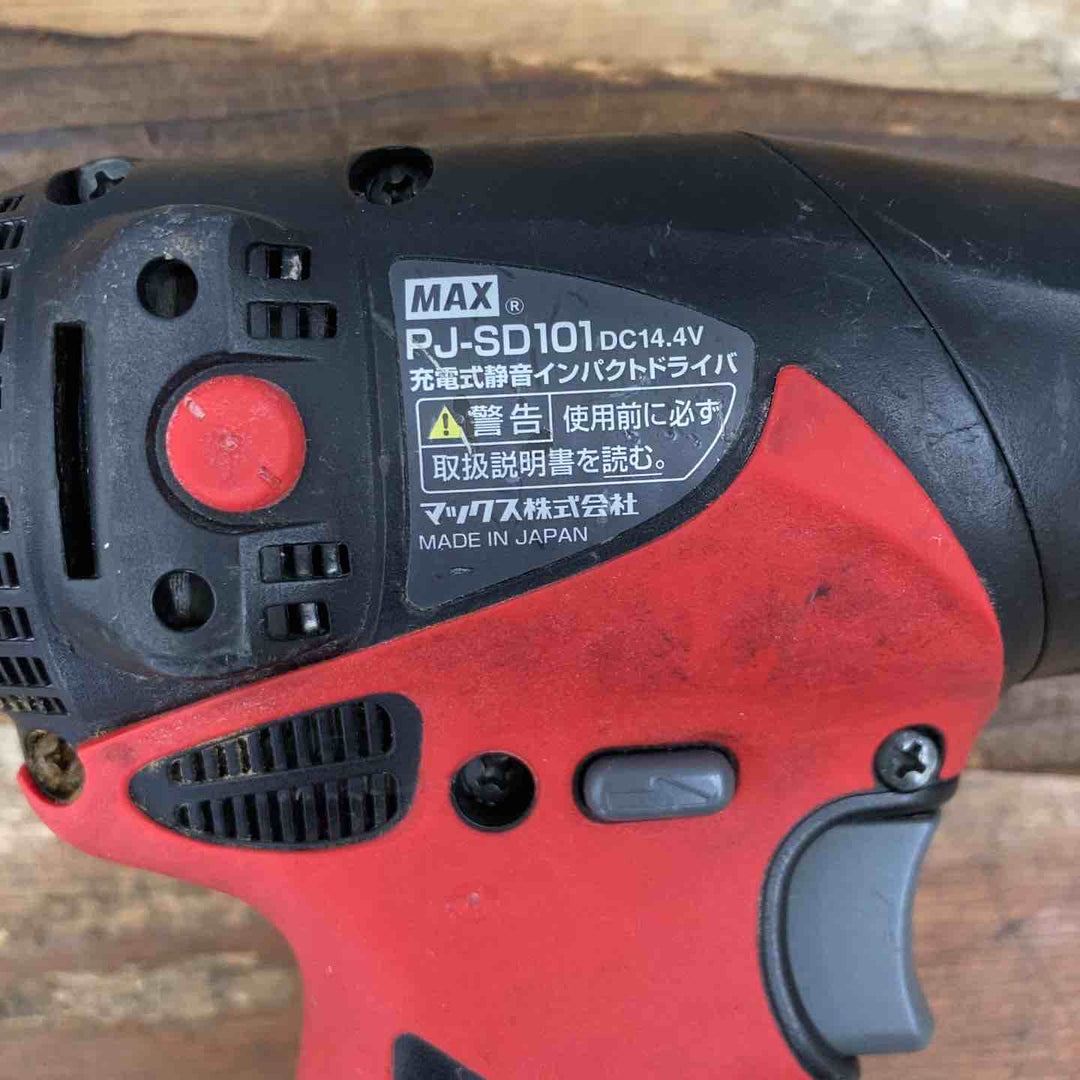 MAX®
PJ-SD101 DC14.4V
充電式静音インパクトドライバ
警告 使用前に必ず
取扱説明書を読む。
マックス株式会社
MADE IN JAPAN